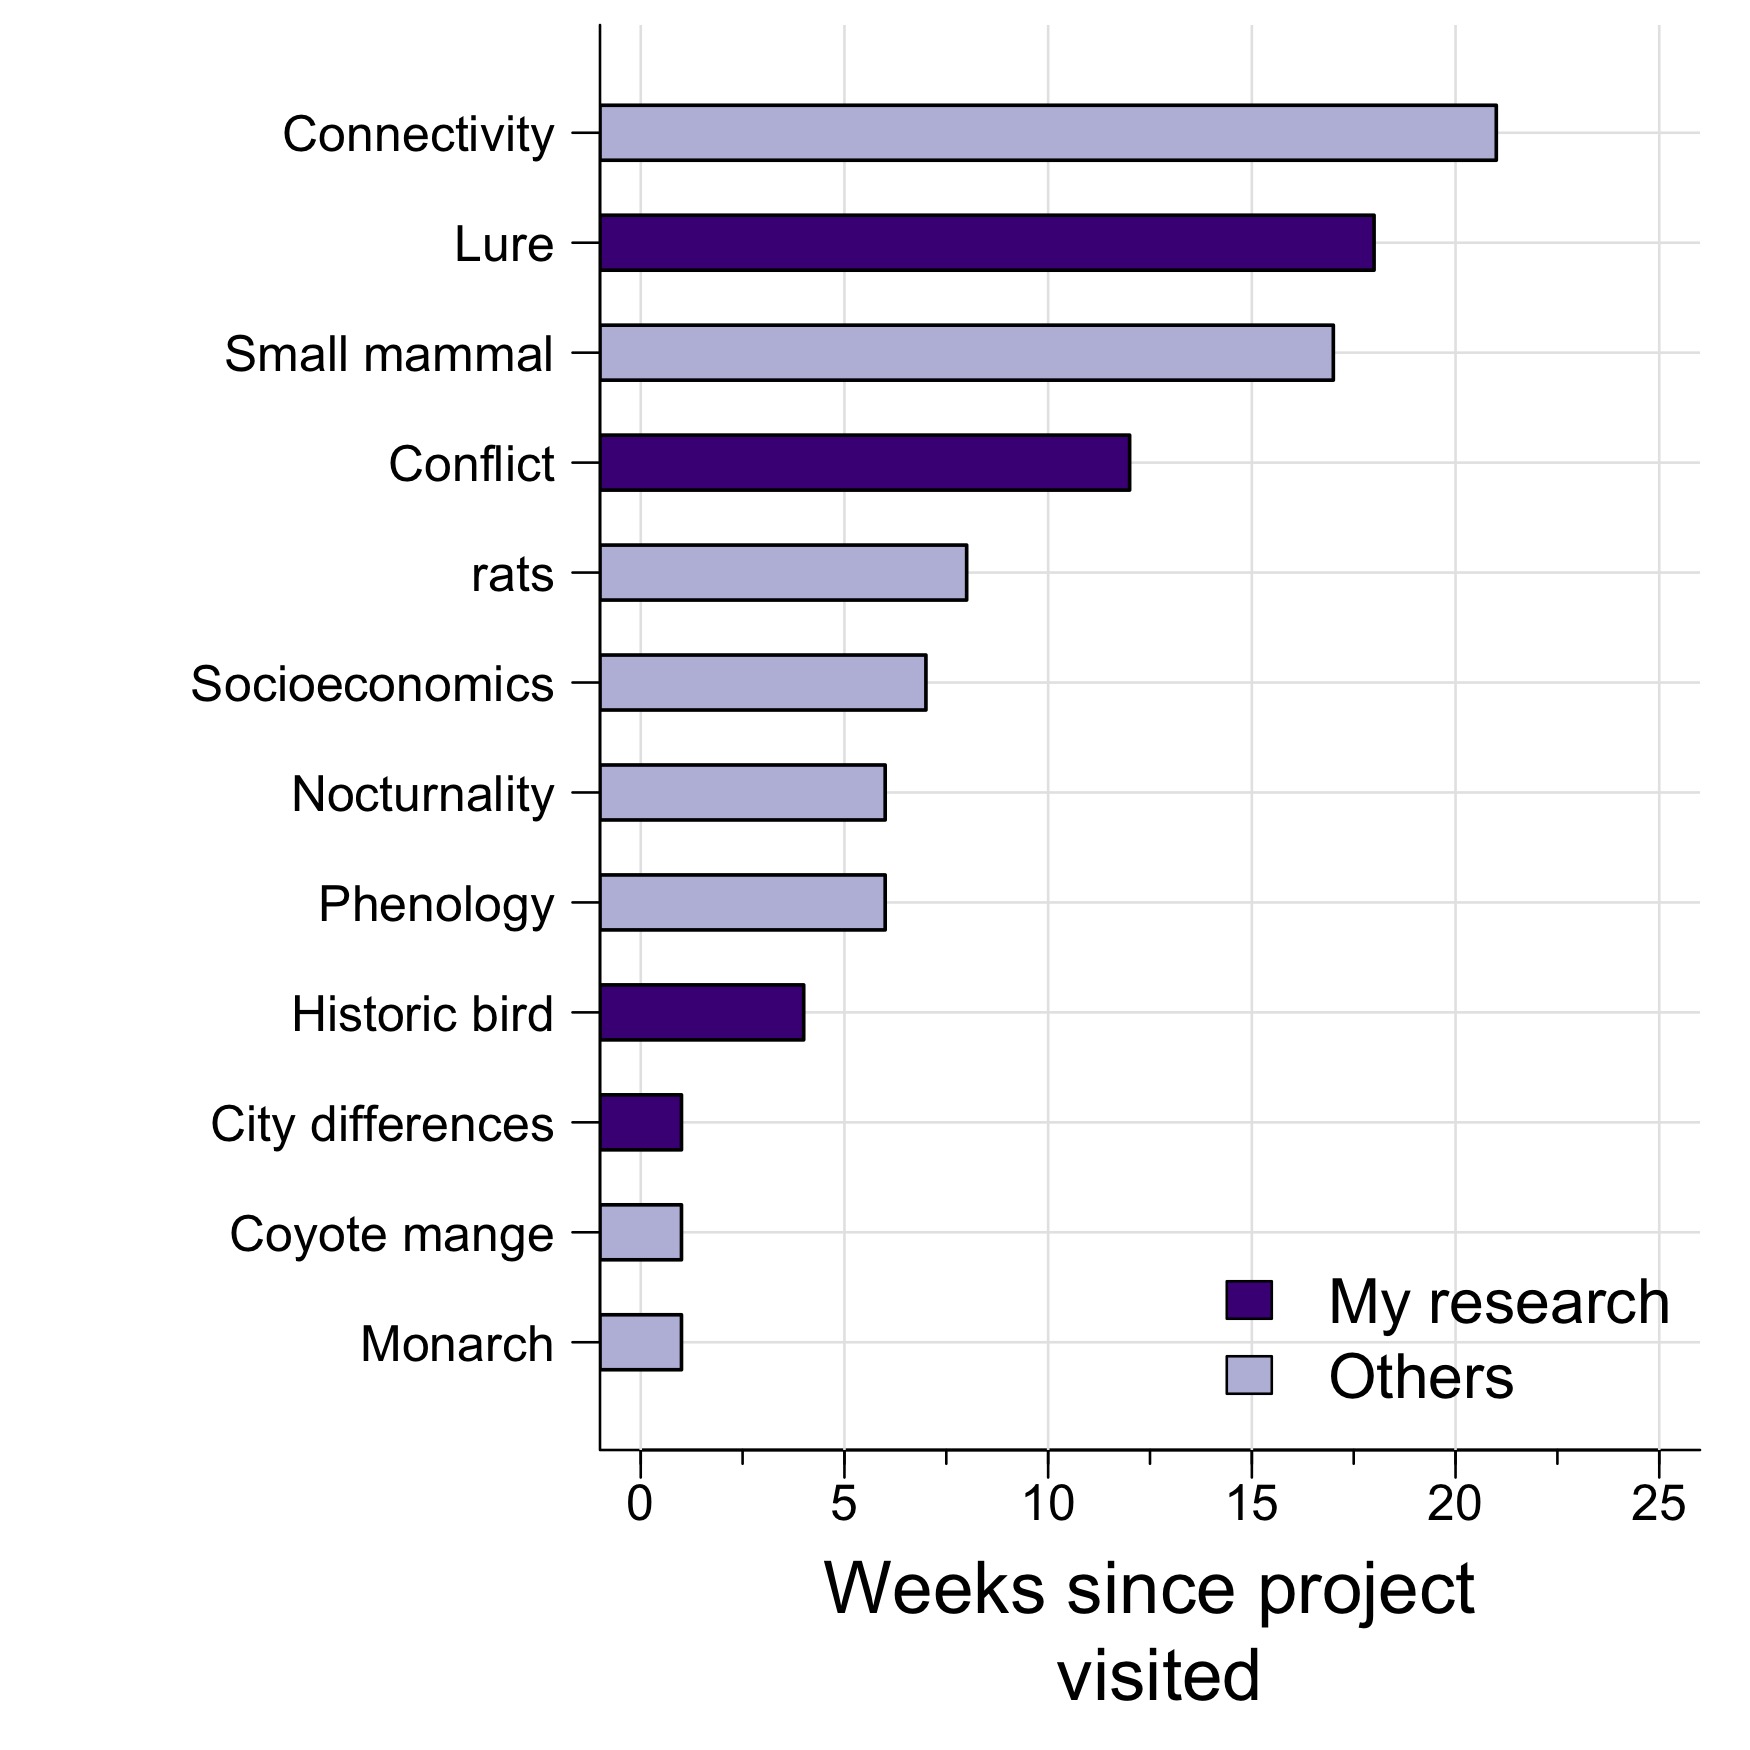 Connectivity
Lure
Small mammal
Conflict
rats
Socioeconomics
Nocturnality
Phenology
Historic bird
City differences
Coyote mange
Monarch
My research
Others
0 5 10 15 20 25
Weeks since project
visited